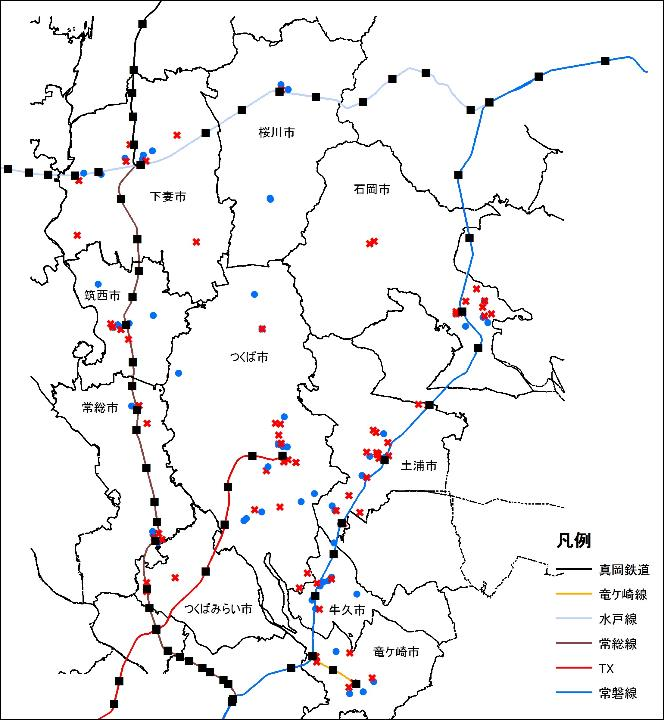 桜川市
石岡市
下妻市
筑西市
つくば市
常総市
土浦市
つくばみらい市
牛久市
竜ケ崎市
凡例
真岡鉄道
竜ケ崎線
水戸線
常総線
TX
常磐線